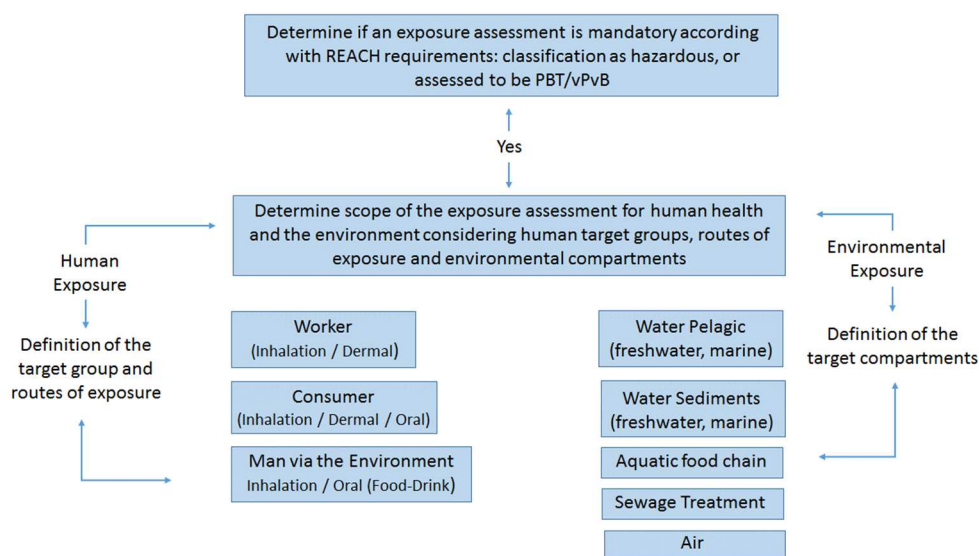 Determine if an exposure assessment is mandatory according
with REACH requirements: classification as hazardous, or
assessed to be PBT/vPvB
Yes
Determine scope of the exposure assessment for human health
and the environment considering human target groups, routes of
exposure and environmental compartments
Human
Exposure
Environmental
Exposure
Definition of the
target group and
routes of exposure
Worker
(Inhalation / Dermal)
Consumer
(Inhalation / Dermal / Oral)
Man via the Environment
Inhalation / Oral (Food-Drink)
Water Pelagic
(freshwater, marine)
Water Sediments
(freshwater, marine)
Aquatic food chain
Sewage Treatment
Air
Definition of the
target compartments